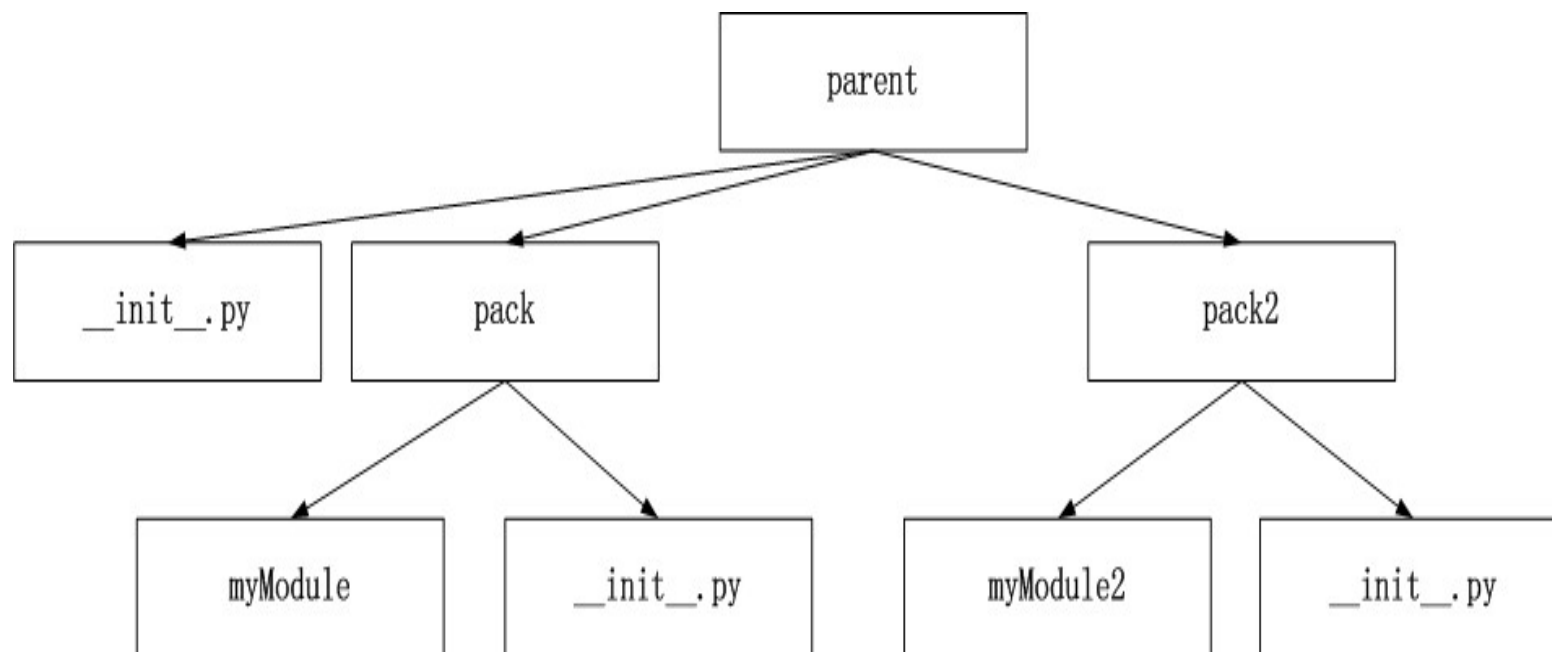 parent
__init__.py
pack
pack2
myModule
__init__.py
myModule2
__init__.py